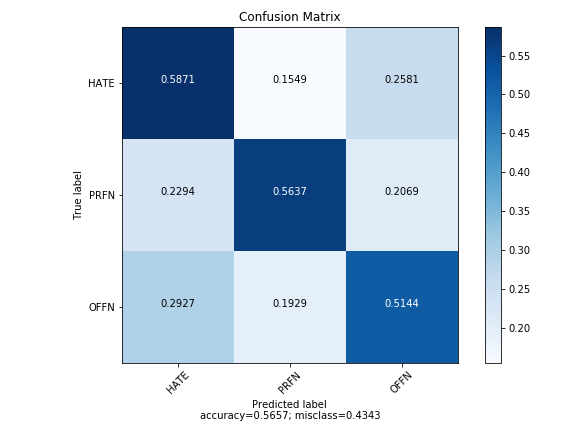 Confusion Matrix
HATE
0.5871
0.1549
0.2581
PRFN
0.2294
0.5637
0.2069
OFFN
0.2927
0.1929
0.5144
True label
HATE
PRFN
OFFN
Predicted label
accuracy=0.5657; misclass=0.4343
0.55
0.50
0.45
0.40
0.35
0.30
0.25
0.20